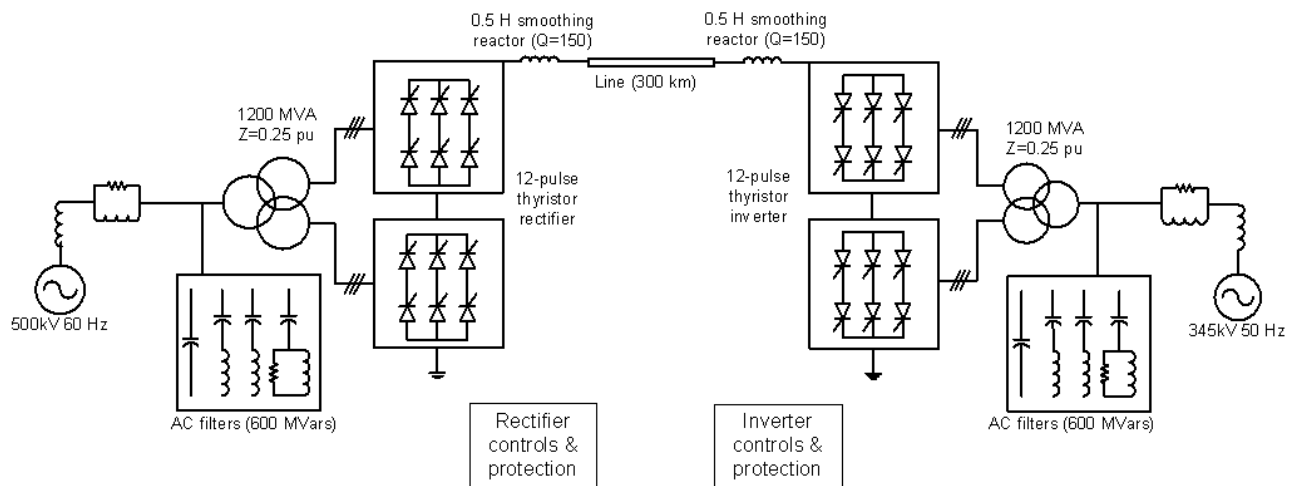 0.5 H smoothing
reactor (Q=150)
0.5 H smoothing
reactor (Q=150)
Line (300 km)
1200 MVA
Z=0.25 pu
12-pulse
thyristor
rectifier
12-pulse
thyristor
inverter
1200 MVA
Z=0.25 pu
500kV 60 Hz
345kV 50 Hz
AC filters (600 MVars)
AC filters (600 MVars)
Rectifier
controls &
protection
Inverter
controls &
protection